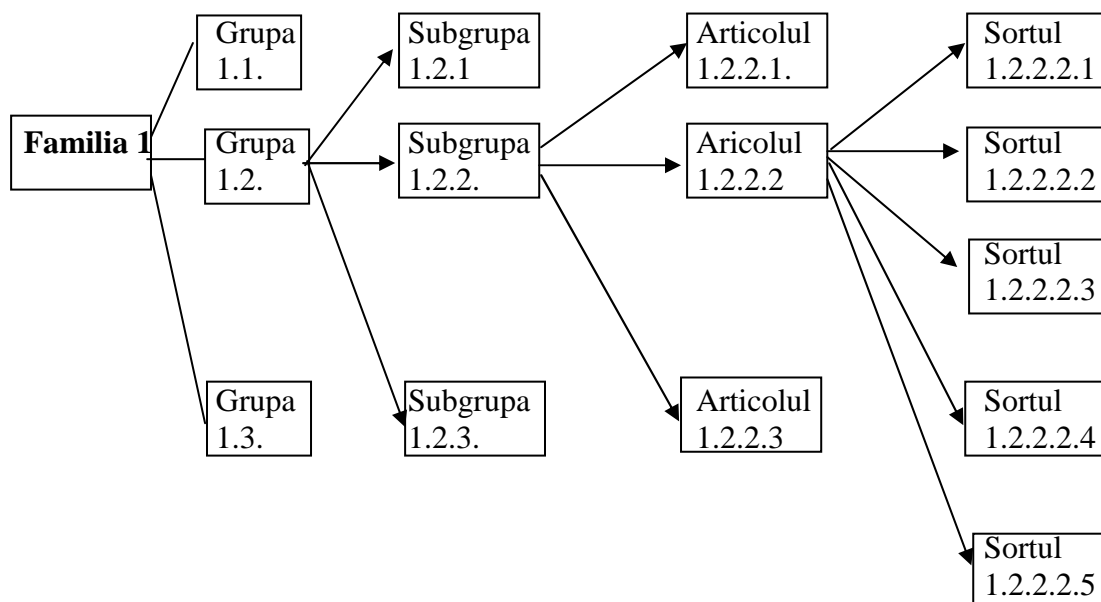 Familia 1
Grupa
1.1.
Grupa
1.2.
Grupa
1.3.
Subgrupa
1.2.1
Subgrupa
1.2.2.
Subgrupa
1.2.3.
Articolul
1.2.2.1.
Aricolul
1.2.2.2
Articolul
1.2.2.3
Sortul
1.2.2.2.1
Sortul
1.2.2.2.2
Sortul
1.2.2.2.3
Sortul
1.2.2.2.4
Sortul
1.2.2.2.5